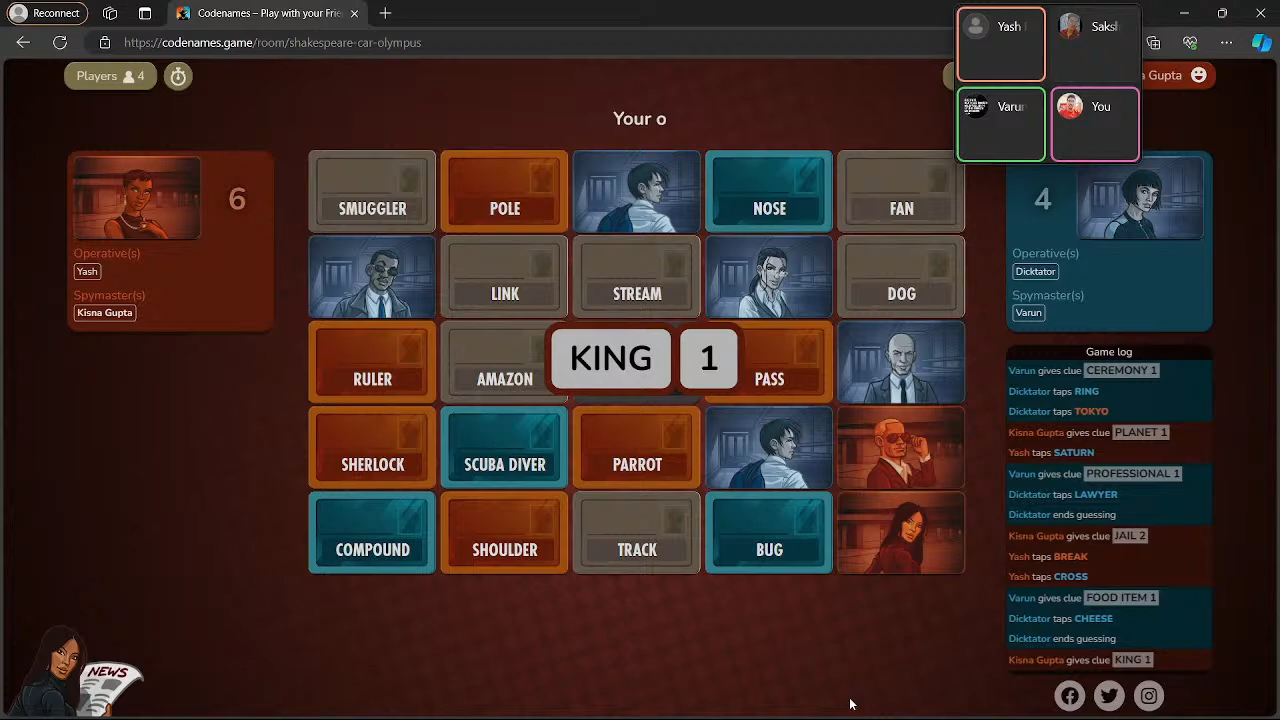 Reconnect
Codenames – Play with your Frie
https://codenames.game/room/shakespeare-car-olympus
Yash
Saksh
Varun
You
Players 4
a Gupta
Your o
6
Operative(s)
Yash
Spymaster(s)
Kisna Gupta
SMUGGLER
POLE
NOSE
FAN
LINK
STREAM
DOG
RULER
AMAZON
KING 1
PASS
SHERLOCK
SCUBA DIVER
PARROT
COMPOUND
SHOULDER
TRACK
BUG
4
Operative(s)
Dicktator
Spymaster(s)
Varun
Game log
Varun gives clue CEREMONY 1
Dicktator taps RING
Dicktator taps TOKYO
Kisna Gupta gives clue PLANET 1
Yash taps SATURN
Varun gives clue PROFESSIONAL 1
Dicktator taps LAWYER
Dicktator ends guessing
Kisna Gupta gives clue JAIL 2
Yash taps BREAK
Yash taps CROSS
Varun gives clue FOOD ITEM 1
Dicktator taps CHEESE
Dicktator ends guessing
Kisna Gupta gives clue KING 1
NEWS